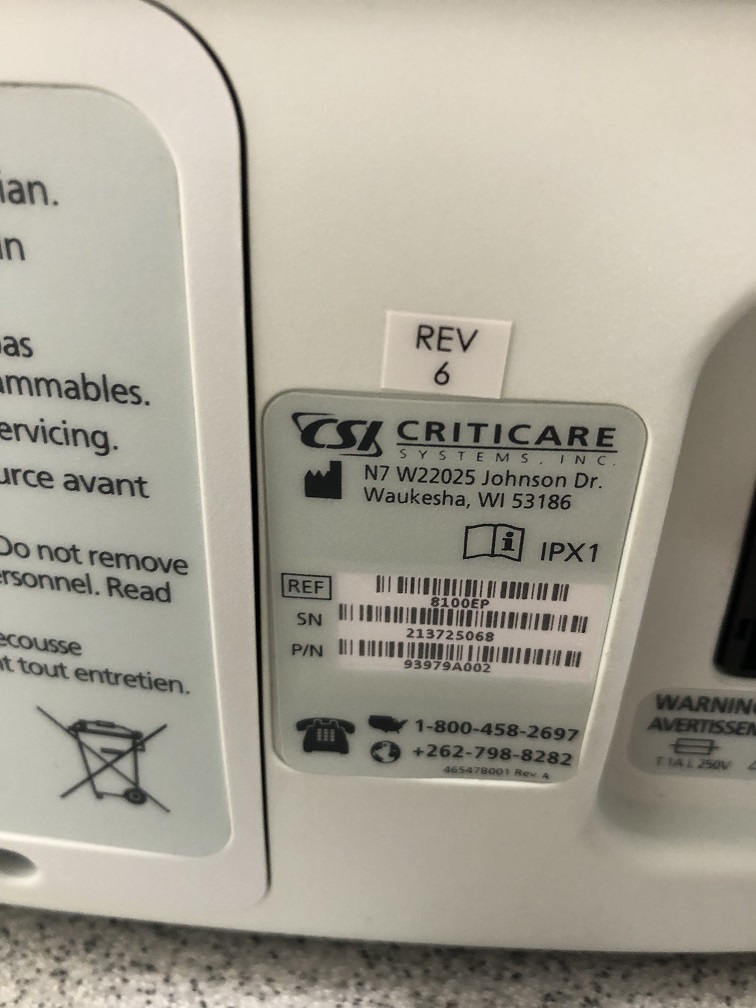 ian.
in
as
mmables.
ervicing.
urce avant
Do not remove
ersonnel. Read
ecousse
t tout entretien.
REV
6
CSI CRITICARE
SYSTEMS, INC.
N7 W22025 Johnson Dr.
Waukesha, WI 53186
i IPX1
REF
8100EP
SN
213725068
P/N
93979A002
1-800-458-2697
+262-798-8282
46547B001 Rev. A
WARNING
AVERTISSEM
T 1A L 250V